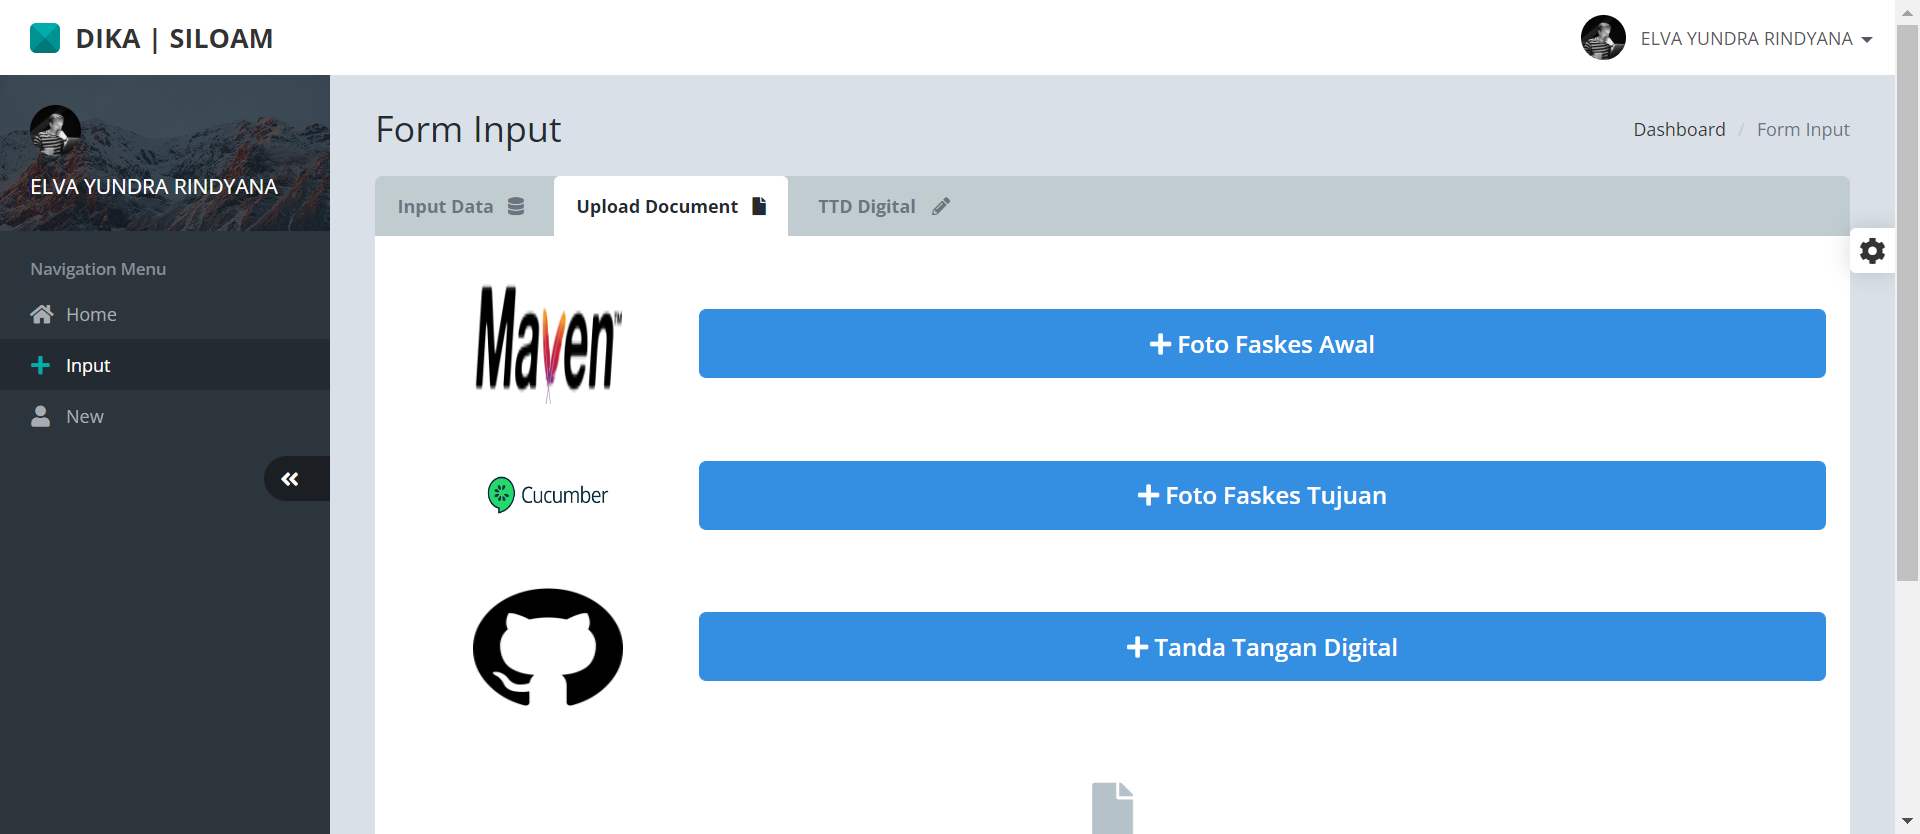 DIKA | SILOAM
ELVA YUNDRA RINDYANA
ELVA YUNDRA RINDYANA
Navigation Menu
Home
Input
New
Form Input
Dashboard / Form Input
Input Data
Upload Document
TTD Digital
Maven™
Foto Faskes Awal
Cucumber
Foto Faskes Tujuan
Tanda Tangan Digital